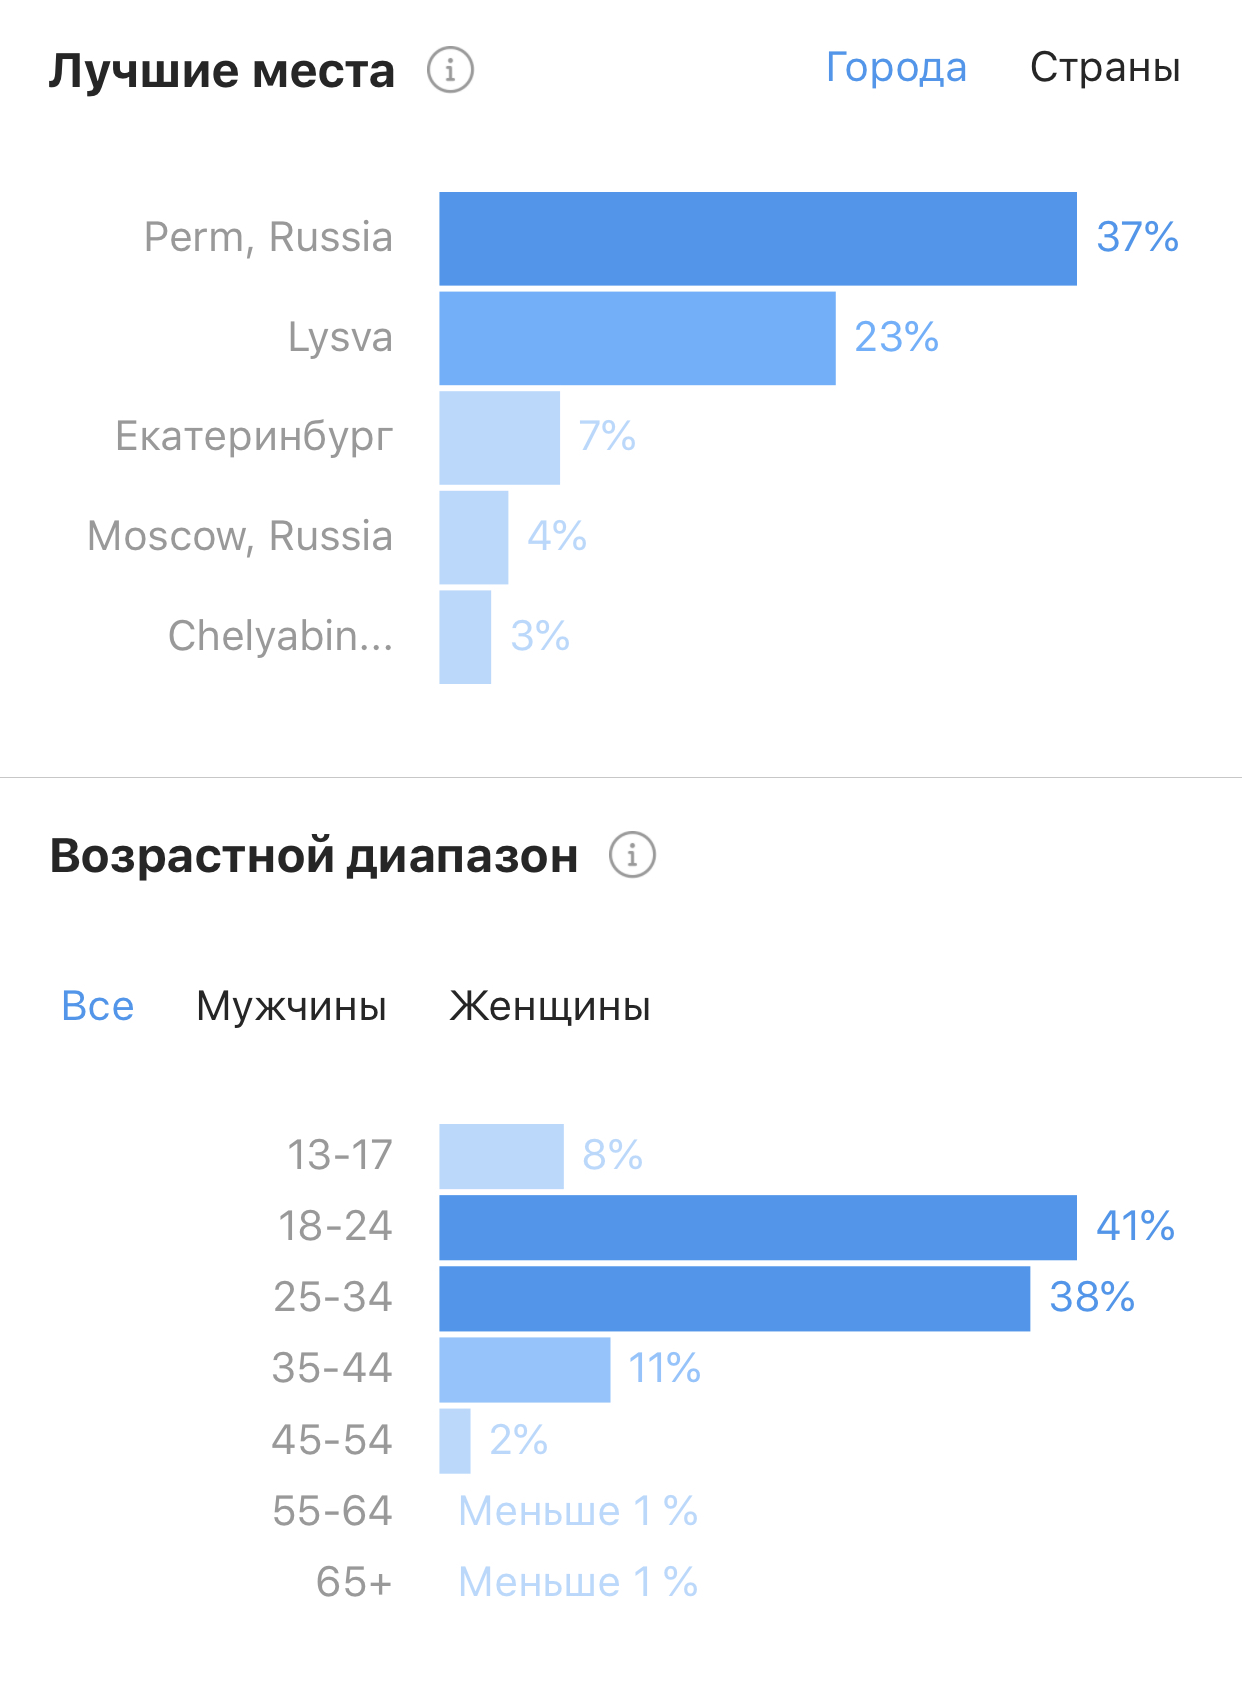 Лучшие места
Города Страны
Perm, Russia 37%
Lysva 23%
Екатеринбург 7%
Moscow, Russia 4%
Chelyabin... 3%
Возрастной диапазон
Все Мужчины Женщины
13-17 8%
18-24 41%
25-34 38%
35-44 11%
45-54 2%
55-64 Меньше 1 %
65+ Меньше 1 %